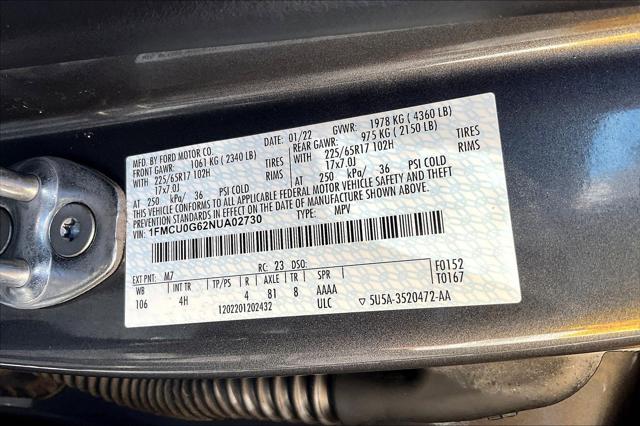 MFD. BY FORD MOTOR CO. DATE: 01/22 GVWR: 1978 KG ( 4360 LB)
FRONT GAWR: 1061 KG ( 2340 LB) REAR GAWR: 975 KG ( 2150 LB)
WITH 225/65R17 102H TIRES WITH 225/65R17 102H TIRES
17x7.0J RIMS 17x7.0J RIMS
AT 250 kPa/ 36 PSI COLD AT 250 kPa/ 36 PSI COLD
THIS VEHICLE CONFORMS TO ALL APPLICABLE FEDERAL MOTOR VEHICLE SAFETY AND THEFT
PREVENTION STANDARDS IN EFFECT ON THE DATE OF MANUFACTURE SHOWN ABOVE.
VIN: 1FMCU0G62NUA02730 TYPE: MPV
EXT PNT: M7 RC: 23 DSO: F0152
WB INT TR TP/PS R AXLE TR SPR T0167
106 4H 4 81 8 AAAA
1202201202432 ULC ▽ 5U5A-3520472-AA